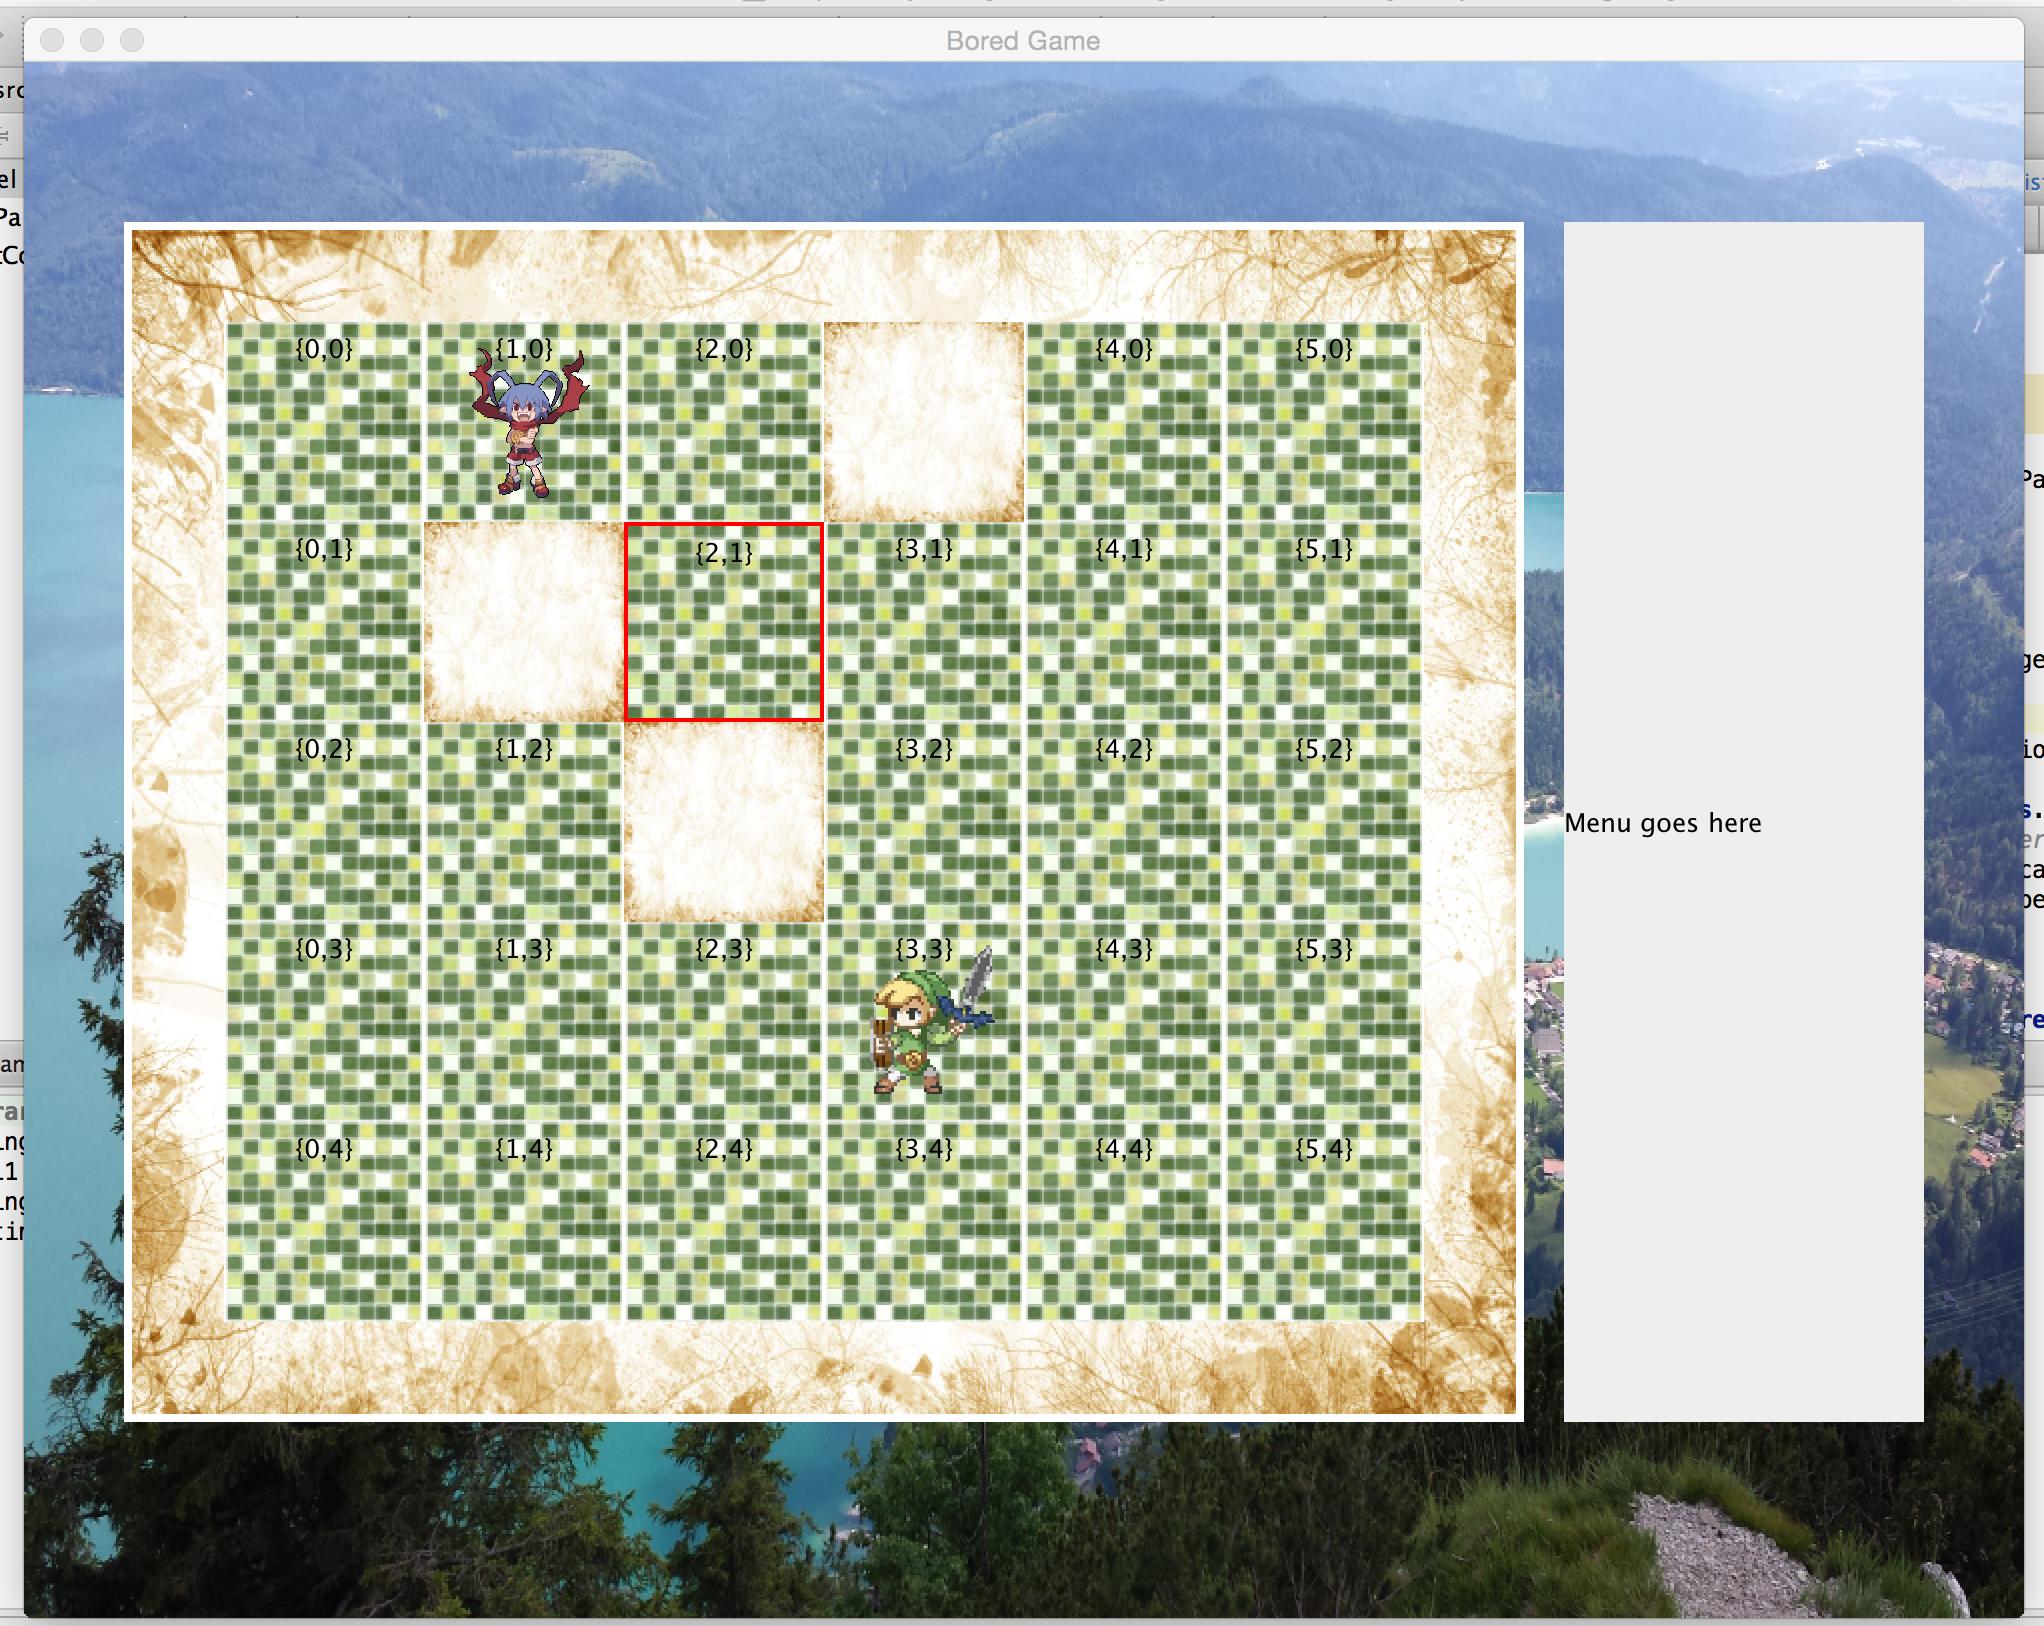 Bored Game
{0,0} {1,0} {2,0} {4,0} {5,0}
{0,1} {2,1} {3,1} {4,1} {5,1}
{0,2} {1,2} {3,2} {4,2} {5,2}
Menu goes here
{0,3} {1,3} {2,3} {3,3} {4,3} {5,3}
{0,4} {1,4} {2,4} {3,4} {4,4} {5,4}